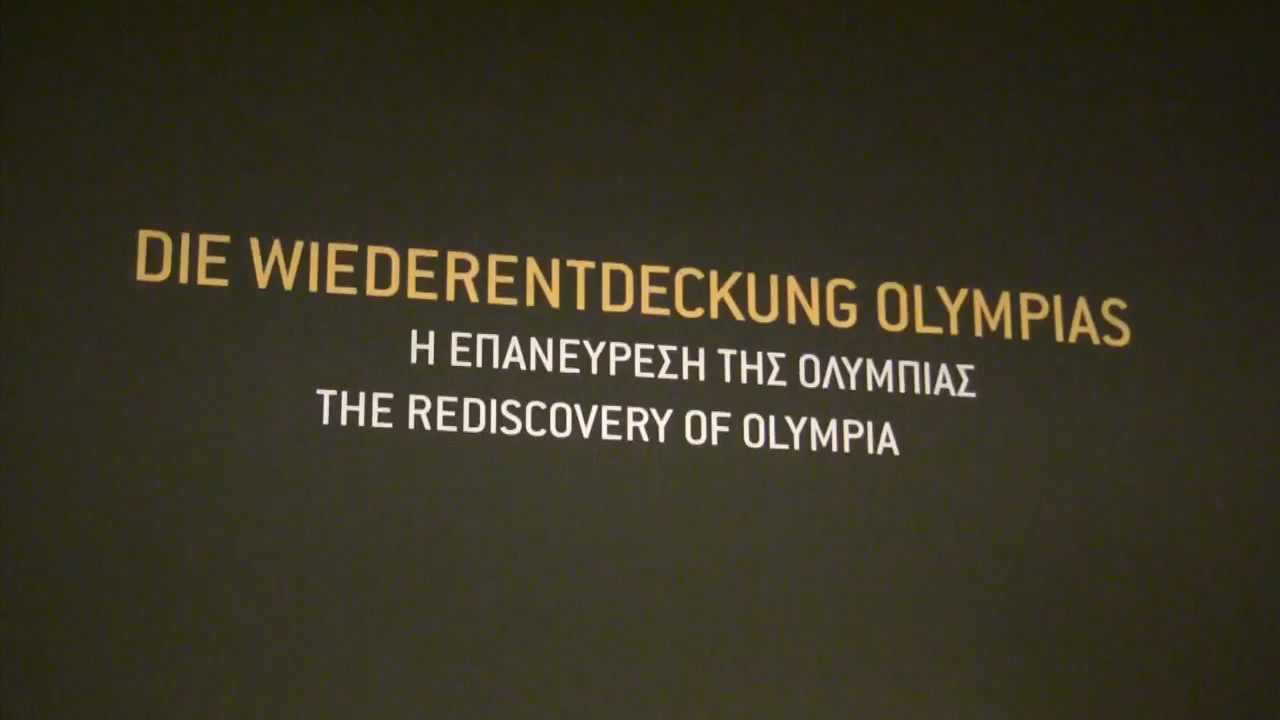 DIE WIEDERENTDECKUNG OLYMPIAS
Η ΕΠΑΝΕΥΡΕΣΗ ΤΗΣ ΟΛΥΜΠΙΑΣ
THE REDISCOVERY OF OLYMPIA